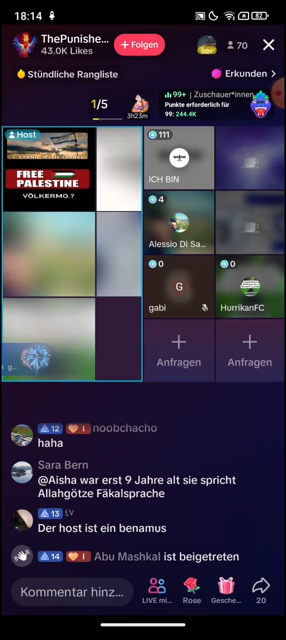 18:14
82
ThePunishe...
43.0K Likes
+ Folgen
70
Stündliche Rangliste
Erkunden >
1/5
3h23m
99+ | Zuschauer*innen
Punkte erforderlich für
99: 244.4K
Host
FREE
PALESTINE
VÖLKERMO.?
111
ICH BIN
4
Alessio Di Sa...
0
G
gabi
0
HurrikanFC
g...
Anfragen
Anfragen
12 I noobchacho
haha
Sara Bern
@Aisha war erst 9 Jahre alt sie spricht
Allahgötze Fäkalsprache
13
Der host ist ein benamus
14 I Abu Mashkal ist beigetreten
Kommentar hinz...
LIVE mi...
Rose
Gesche...
20